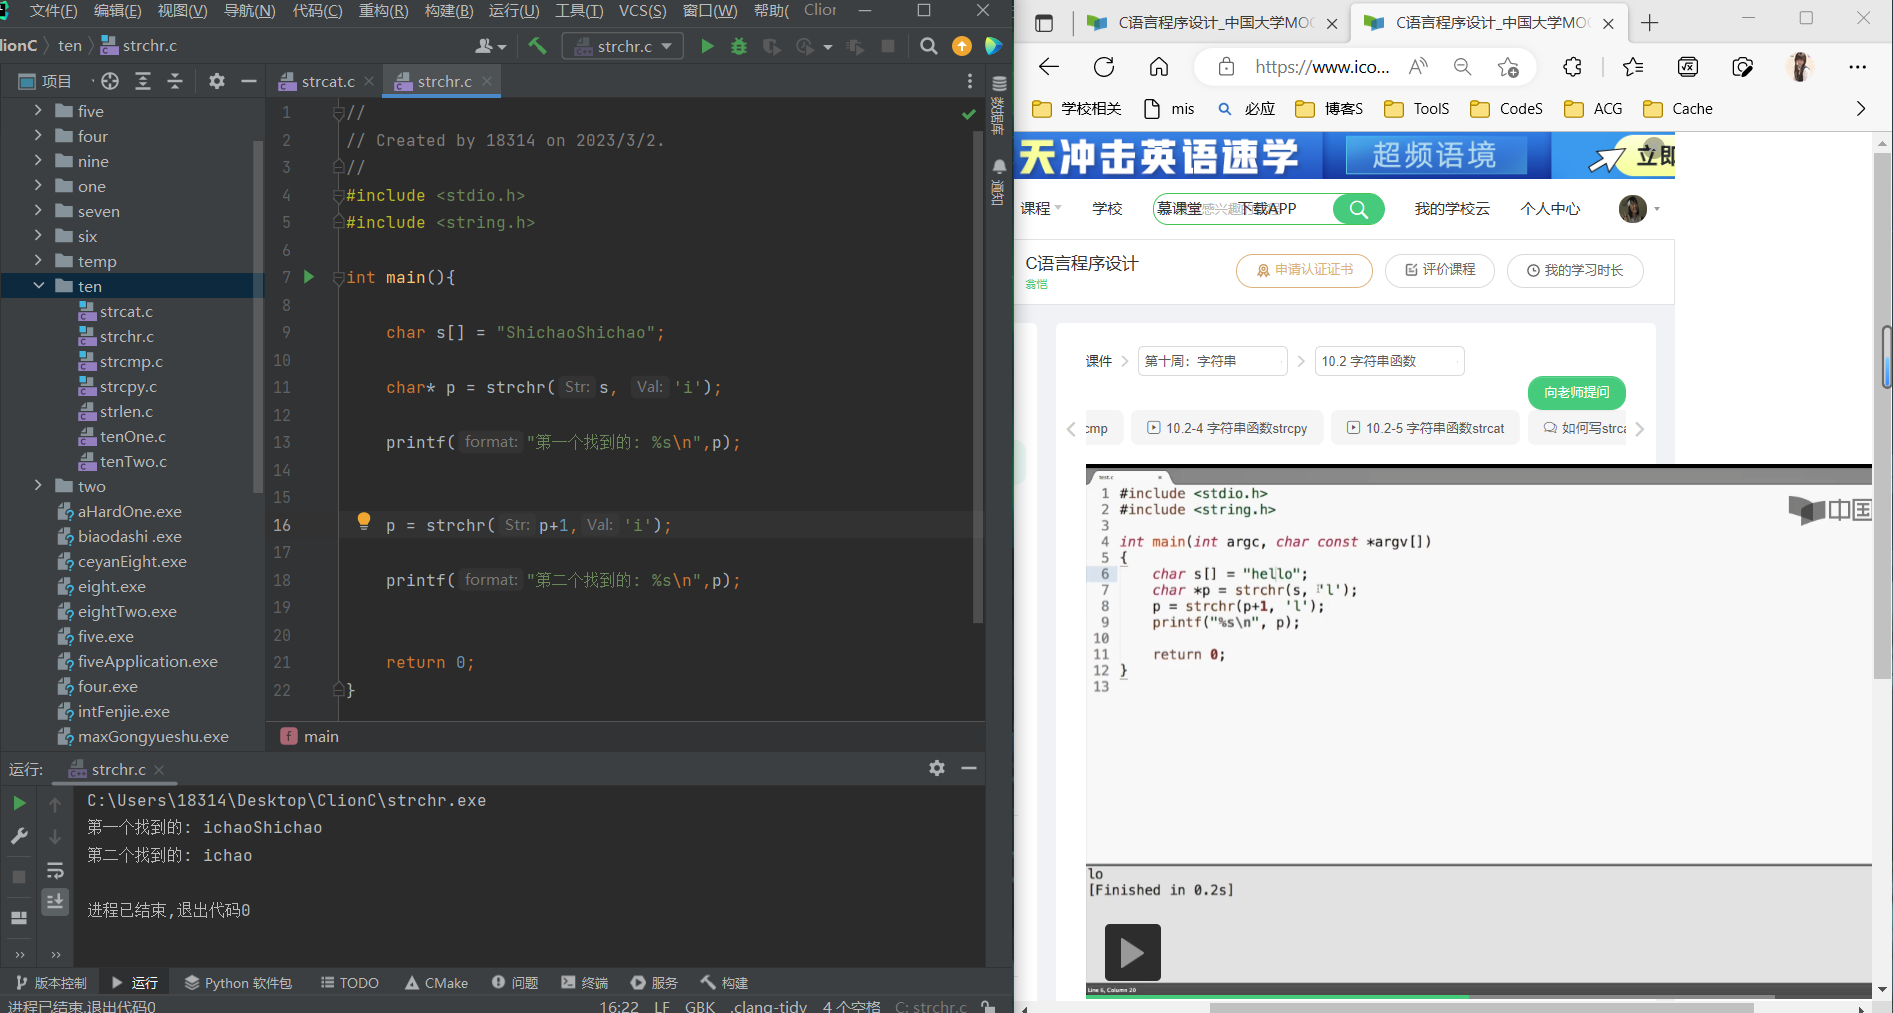 文件(F) 编辑(E) 视图(V) 导航(N) 代码(C) 重构(R) 构建(B) 运行(U) 工具(T) VCS(S) 窗口(W) 帮助(
lionC ten strchr.c
strchr.c
项目
strcat.c strchr.c
five
four
nine
one
seven
six
temp
ten
strcat.c
strchr.c
strcmp.c
strcpy.c
strlen.c
tenOne.c
tenTwo.c
two
aHardOne.exe
biaodashi .exe
ceyanEight.exe
eight.exe
eightTwo.exe
five.exe
fiveApplication.exe
four.exe
intFenjie.exe
maxGongyueshu.exe
1 //
2 // Created by 18314 on 2023/3/2.
3 //
4 #include <stdio.h>
5 #include <string.h>
6
7 int main(){
8
9 char s[] = "ShichaoShichao";
10
11 char* p = strchr( Str: s, Val: 'i');
12
13 printf( format: "第一个找到的: %s\n",p);
14
15
16 p = strchr( Str: p+1, Val: 'i');
17
18 printf( format: "第二个找到的: %s\n",p);
19
20
21 return 0;
22 }
f main
数据库
通知
运行: strchr.c
C:\Users\18314\Desktop\ClionC\strchr.exe
第一个找到的: ichaoShichao
第二个找到的: ichao
进程已结束,退出代码0
版本控制 运行 Python 软件包 TODO CMake 问题 终端 服务 构建
进程已结束,退出代码0 16:22 LF GBK .clang-tidy 4 个空格 C: strchr.c
C语言程序设计_中国大学MOO C语言程序设计_中国大学MOO
https://www.ico...
学校相关 mis 必应 博客S ToolS CodeS ACG Cache
天冲击英语速学 超频语境 立即
课程 学校 慕课堂 下载APP 我的学校云 个人中心
C语言程序设计
翁恺
申请认证证书 评价课程 我的学习时长
课件 第十周：字符串 10.2 字符串函数
向老师提问
cmp 10.2-4 字符串函数strcpy 10.2-5 字符串函数strcat 如何写strca
test.c
1 #include <stdio.h>
2 #include <string.h>
3
4 int main(int argc, char const *argv[])
5 {
6 char s[] = "hello";
7 char *p = strchr(s, 'l');
8 p = strchr(p+1, 'l');
9 printf("%s\n", p);
10
11 return 0;
12 }
13
中国
lo
[Finished in 0.2s]